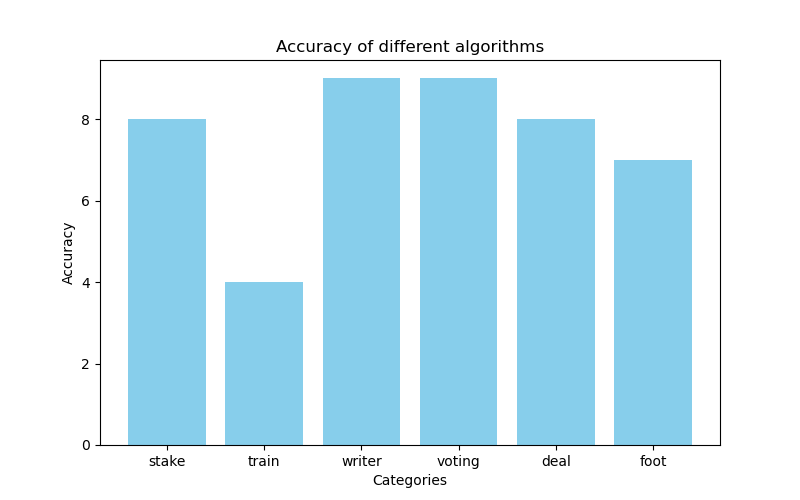 Accuracy of different algorithms
8
6
4
2
0
Accuracy
stake train writer voting deal foot
Categories